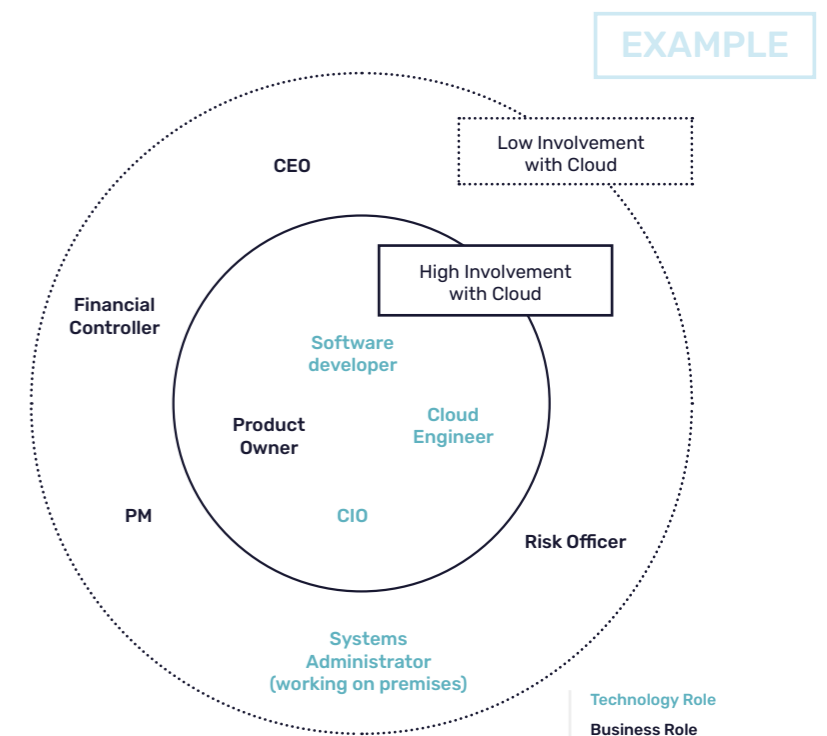 EXAMPLE
Low Involvement
with Cloud
CEO
High Involvement
with Cloud
Financial
Controller
Software
developer
Product
Owner
Cloud
Engineer
PM
CIO
Risk Officer
Systems
Administrator
(working on premises)
Technology Role
Business Role